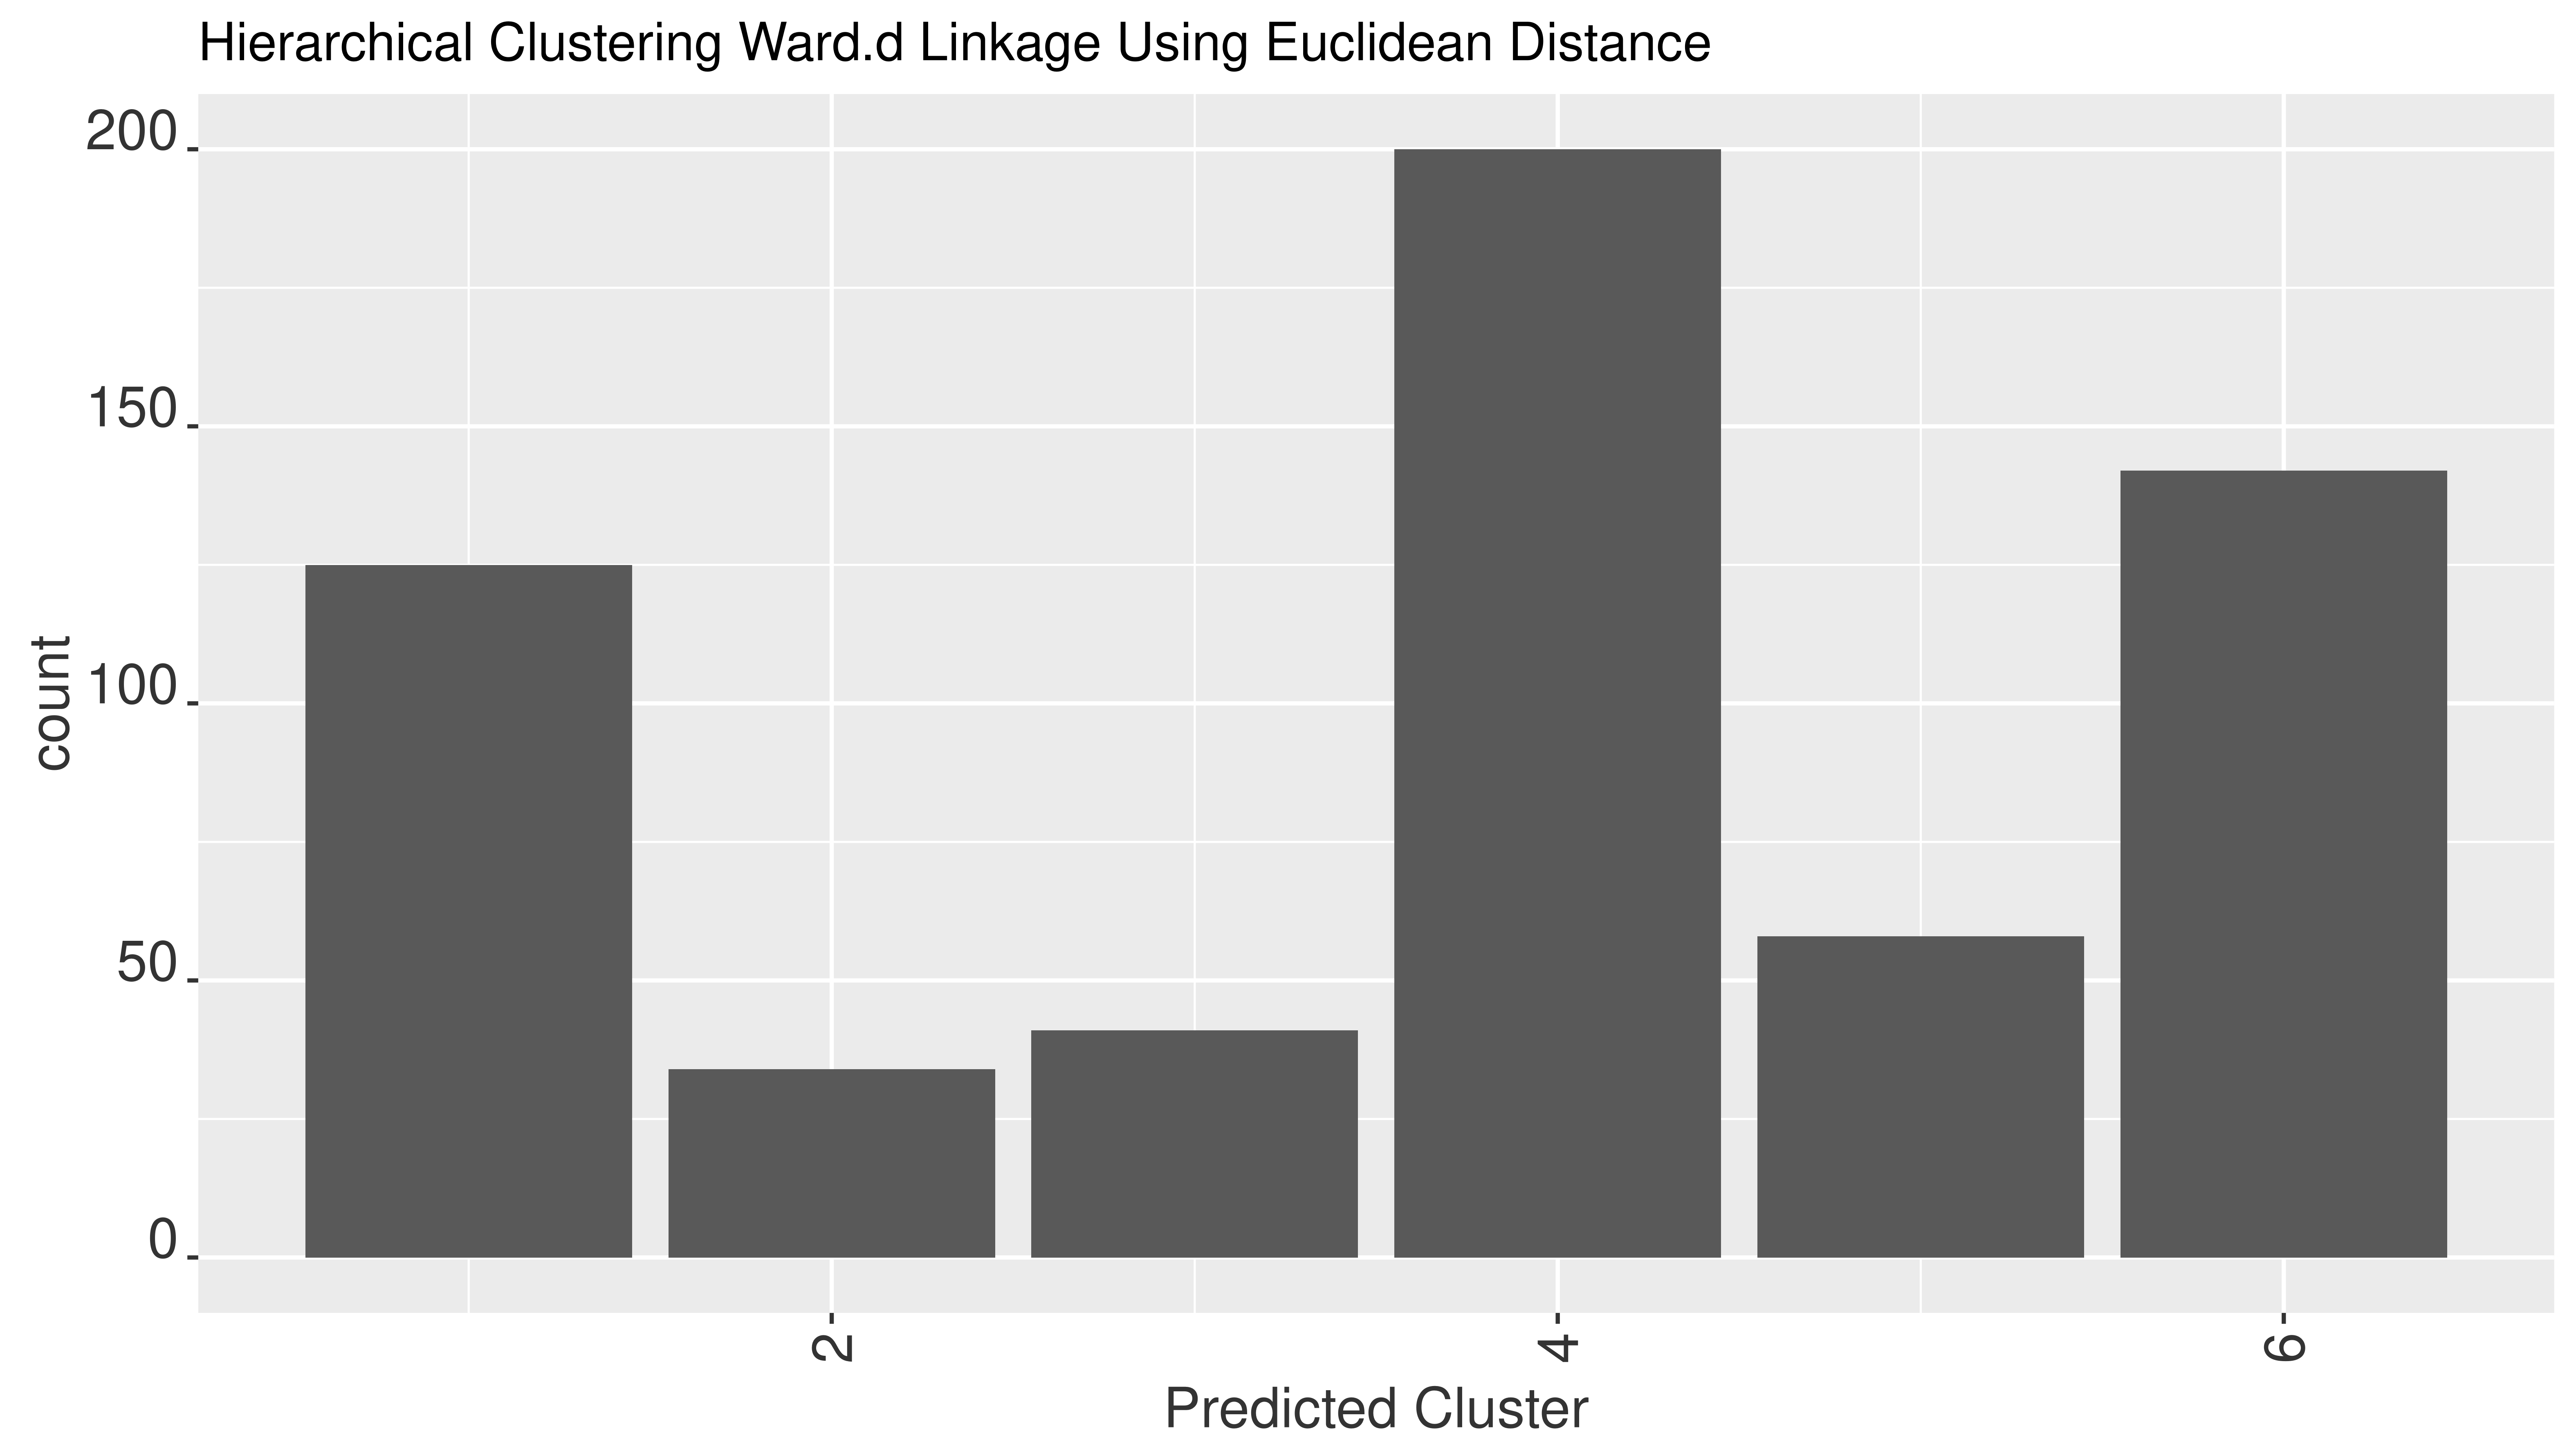 Hierarchical Clustering Ward.d Linkage Using Euclidean Distance
200
150
100
50
0
count
2
4
6
Predicted Cluster